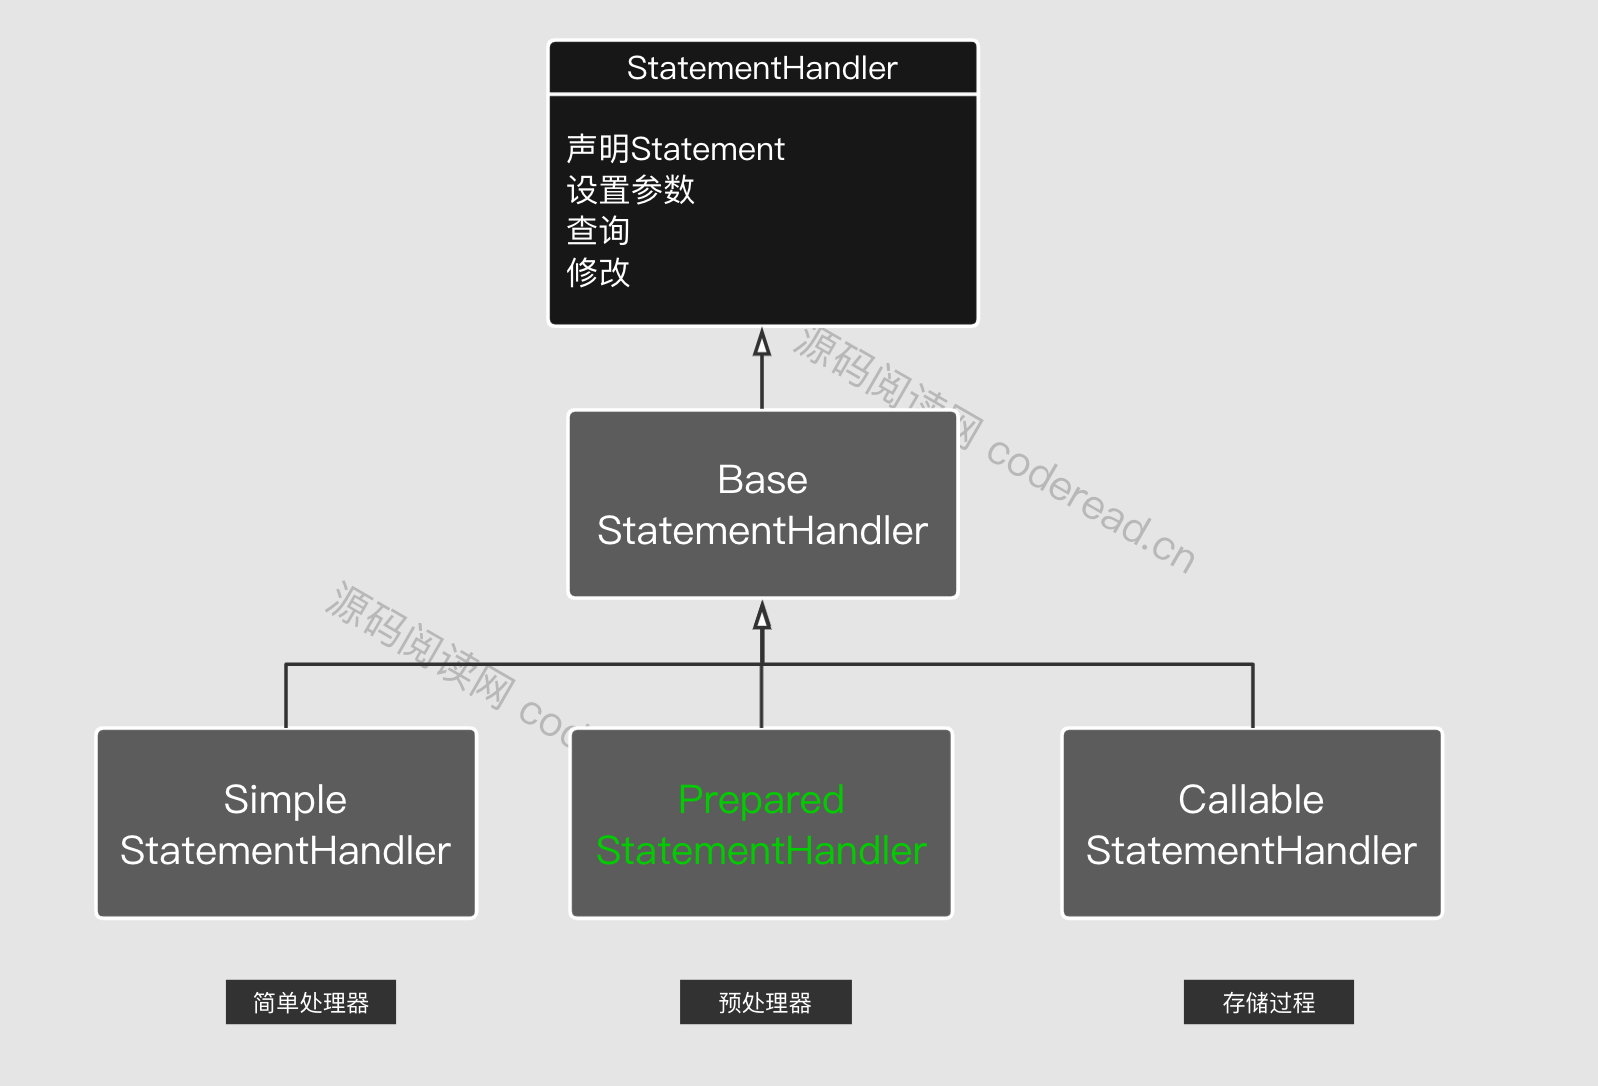 StatementHandler
声明Statement
设置参数
查询
修改
源码阅读网 coderead.cn
Base
StatementHandler
源码阅读网
Simple
StatementHandler
Prepared
StatementHandler
Callable
StatementHandler
简单处理器
预处理器
存储过程